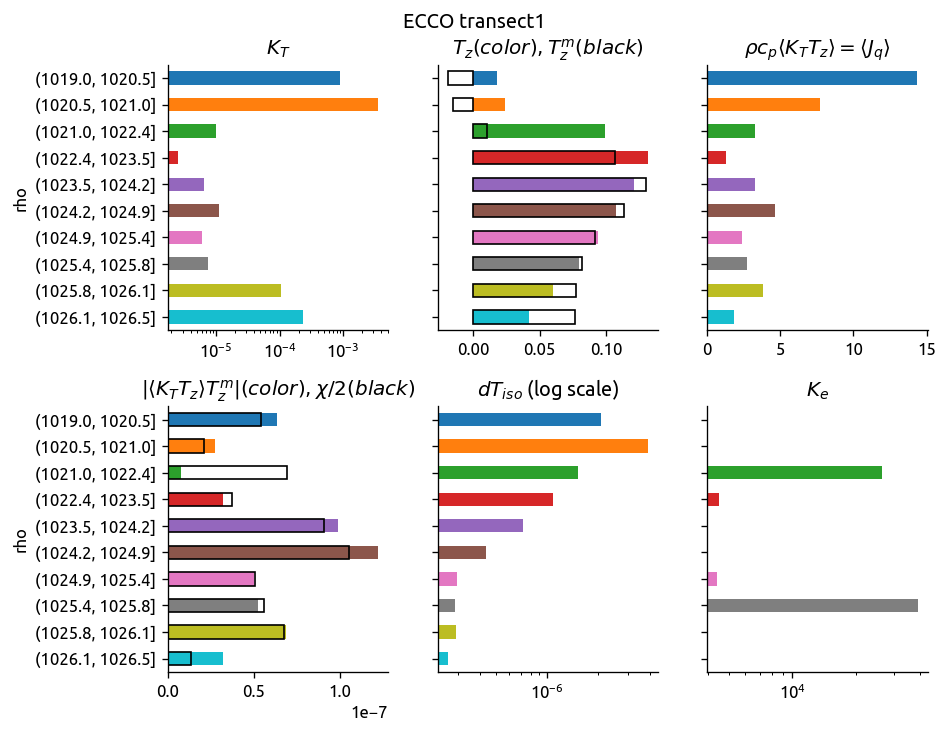 ECCO transect1
K_T
T_z(color), T_z^m(black)
ρc_p⟨K_T T_z⟩ = ⟨J_q⟩
rho
(1019.0, 1020.5]
(1020.5, 1021.0]
(1021.0, 1022.4]
(1022.4, 1023.5]
(1023.5, 1024.2]
(1024.2, 1024.9]
(1024.9, 1025.4]
(1025.4, 1025.8]
(1025.8, 1026.1]
(1026.1, 1026.5]
10⁻⁵ 10⁻⁴ 10⁻³
0.00 0.05 0.10
0 5 10 15
|⟨K_T T_z⟩T_z^m|(color), χ/2(black)
dT_iso (log scale)
K_e
rho
(1019.0, 1020.5]
(1020.5, 1021.0]
(1021.0, 1022.4]
(1022.4, 1023.5]
(1023.5, 1024.2]
(1024.2, 1024.9]
(1024.9, 1025.4]
(1025.4, 1025.8]
(1025.8, 1026.1]
(1026.1, 1026.5]
0.0 0.5 1.0
1e−7
10⁻⁶
10⁴